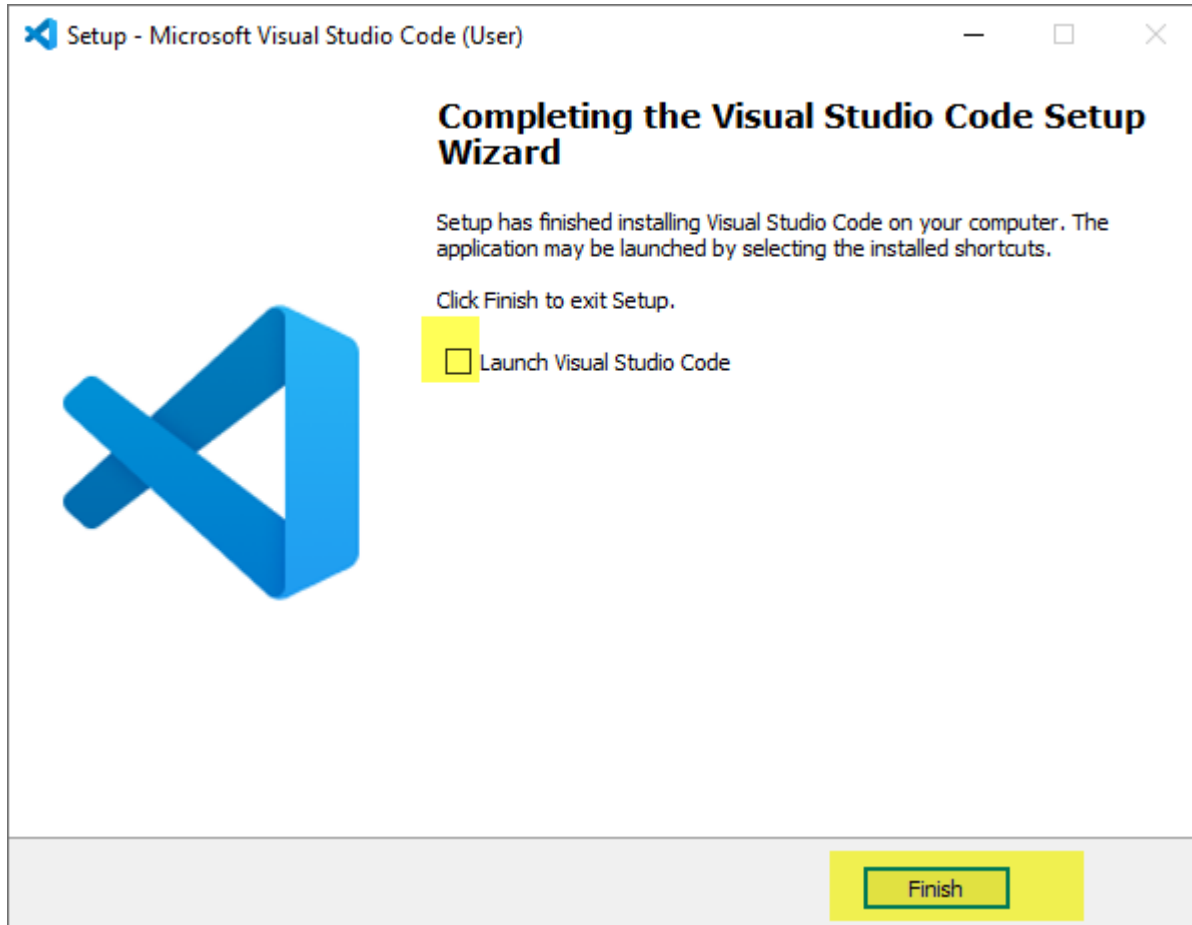 Setup - Microsoft Visual Studio Code (User)
Completing the Visual Studio Code Setup
Wizard
Setup has finished installing Visual Studio Code on your computer. The
application may be launched by selecting the installed shortcuts.
Click Finish to exit Setup.
Launch Visual Studio Code
Finish